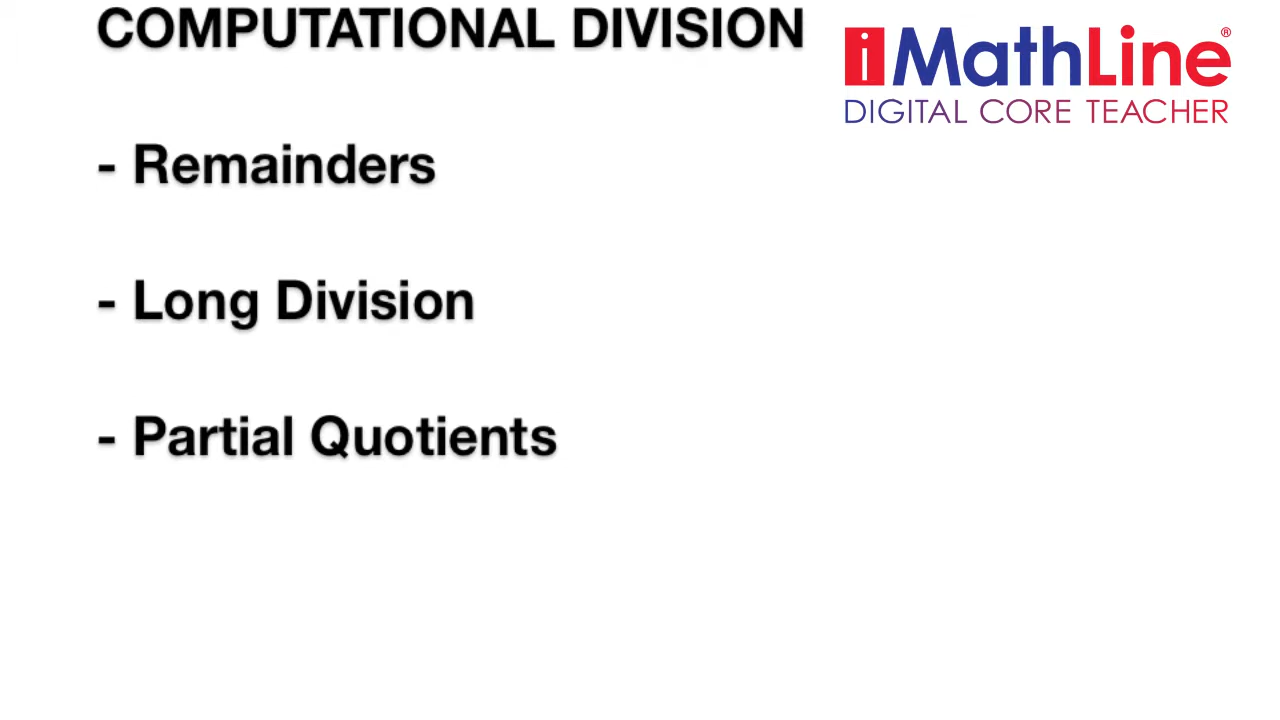 COMPUTATIONAL DIVISION
iMathLine®
DIGITAL CORE TEACHER
- Remainders
- Long Division
- Partial Quotients